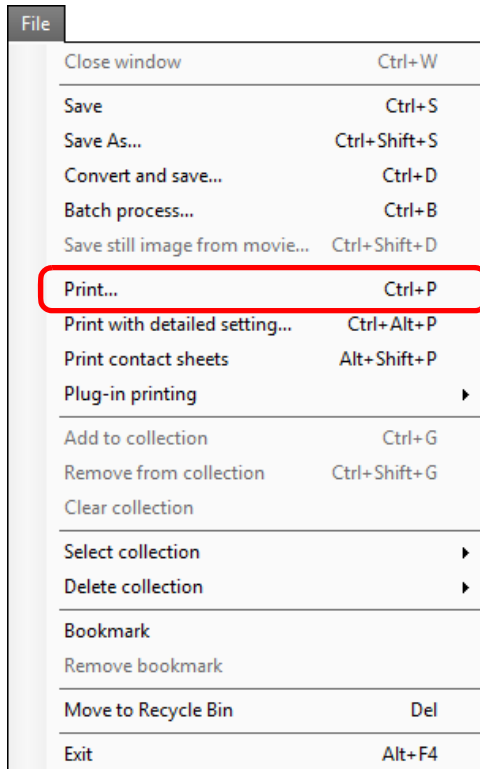 File
Close window Ctrl+W
Save Ctrl+S
Save As... Ctrl+Shift+S
Convert and save... Ctrl+D
Batch process... Ctrl+B
Save still image from movie... Ctrl+Shift+D
Print... Ctrl+P
Print with detailed setting... Ctrl+Alt+P
Print contact sheets Alt+Shift+P
Plug-in printing
Add to collection Ctrl+G
Remove from collection Ctrl+Shift+G
Clear collection
Select collection
Delete collection
Bookmark
Remove bookmark
Move to Recycle Bin Del
Exit Alt+F4